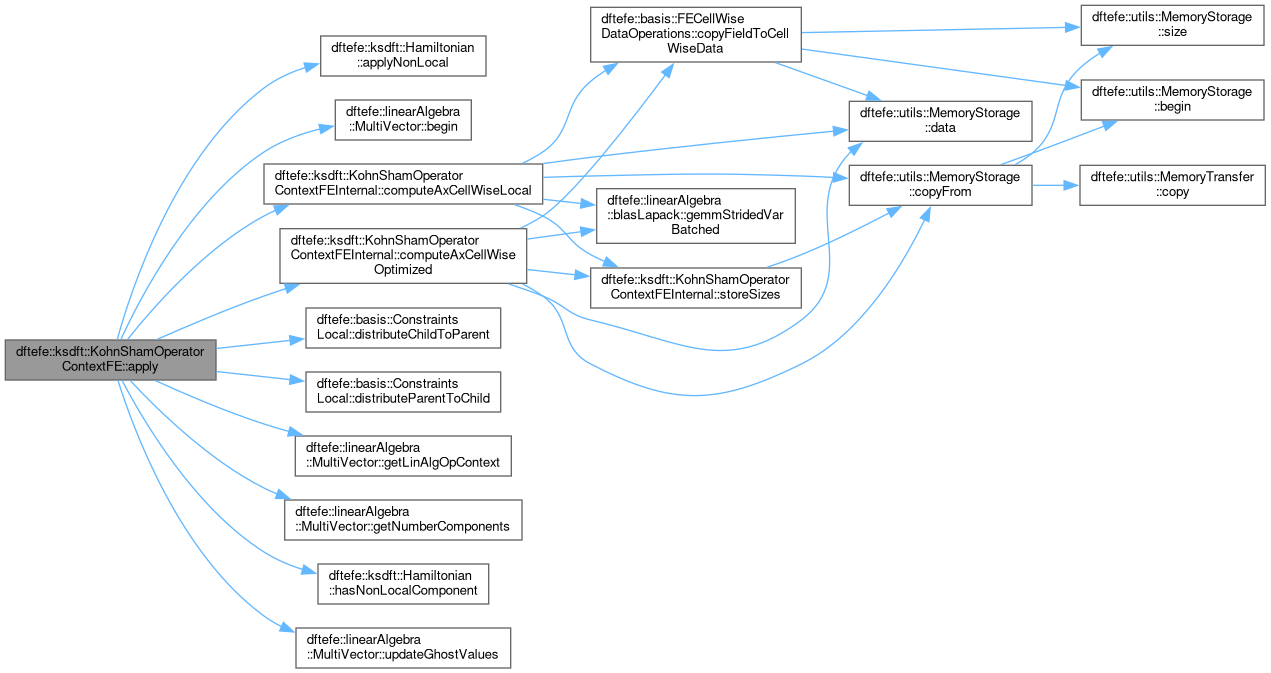 dftefe::ksdft::KohnShamOperator
ContextFE::apply
dftefe::ksdft::Hamiltonian
::applyNonLocal
dftefe::linearAlgebra
::MultiVector::begin
dftefe::ksdft::KohnShamOperator
ContextFEInternal::computeAxCellWiseLocal
dftefe::ksdft::KohnShamOperator
ContextFEInternal::computeAxCellWise
Optimized
dftefe::basis::Constraints
Local::distributeChildToParent
dftefe::basis::Constraints
Local::distributeParentToChild
dftefe::linearAlgebra
::MultiVector::getLinAlgOpContext
dftefe::linearAlgebra
::MultiVector::getNumberComponents
dftefe::ksdft::Hamiltonian
::hasNonLocalComponent
dftefe::linearAlgebra
::MultiVector::updateGhostValues
dftefe::basis::FECellWise
DataOperations::copyFieldToCell
WiseData
dftefe::linearAlgebra
::blasLapack::gemmStridedVar
Batched
dftefe::ksdft::KohnShamOperator
ContextFEInternal::storeSizes
dftefe::utils::MemoryStorage
::data
dftefe::utils::MemoryStorage
::copyFrom
dftefe::utils::MemoryStorage
::size
dftefe::utils::MemoryStorage
::begin
dftefe::utils::MemoryTransfer
::copy